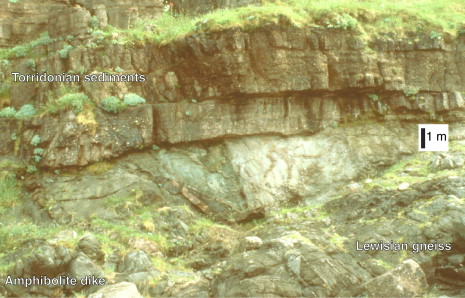 Torridonian sediments
1 m
Lewisian gneiss
Amphibolite dike